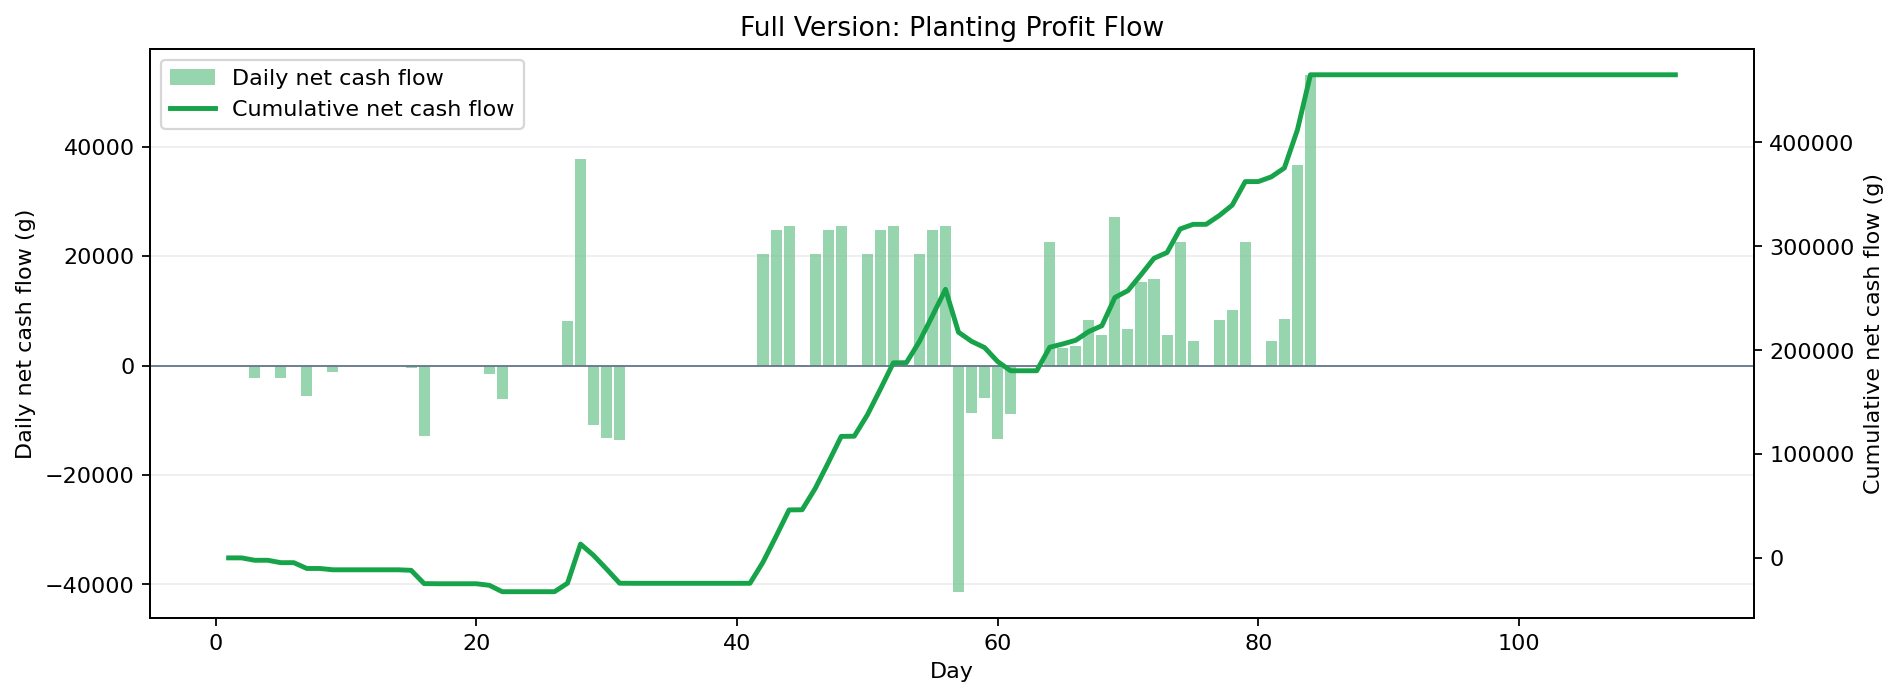 Full Version: Planting Profit Flow
Daily net cash flow
Cumulative net cash flow
Daily net cash flow (g)
40000
20000
0
−20000
−40000
400000
300000
200000
100000
0
Cumulative net cash flow (g)
0
20
40
60
80
100
Day